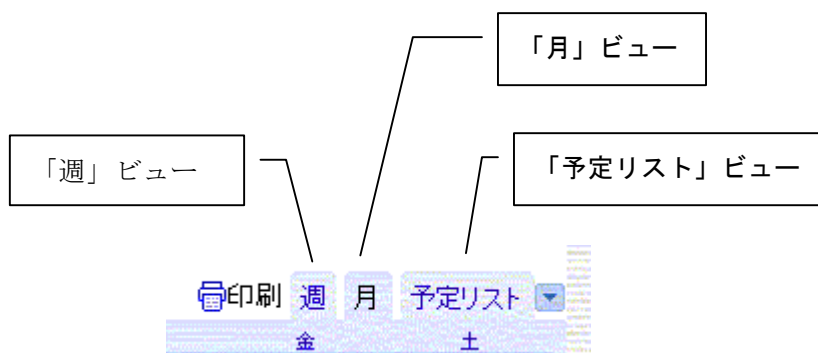 「月」ビュー
「週」ビュー
「予定リスト」ビュー
印刷 週 月 予定リスト
金 土